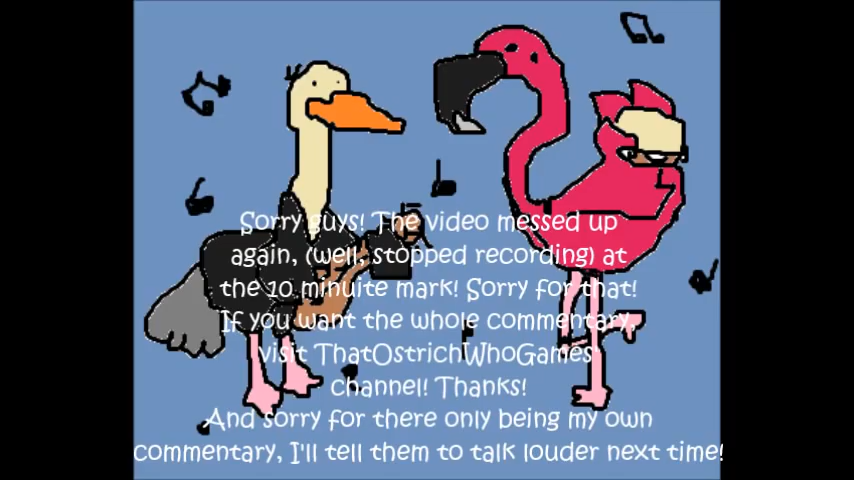 Sorry guys! The video messed up
again, (well, stopped recording) at
the 10 minuite mark! Sorry for that!
If you want the whole commentary,
visit ThatOstrichWhoGames
channel! Thanks!
And sorry for there only being my own
commentary, I'll tell them to talk louder next time!